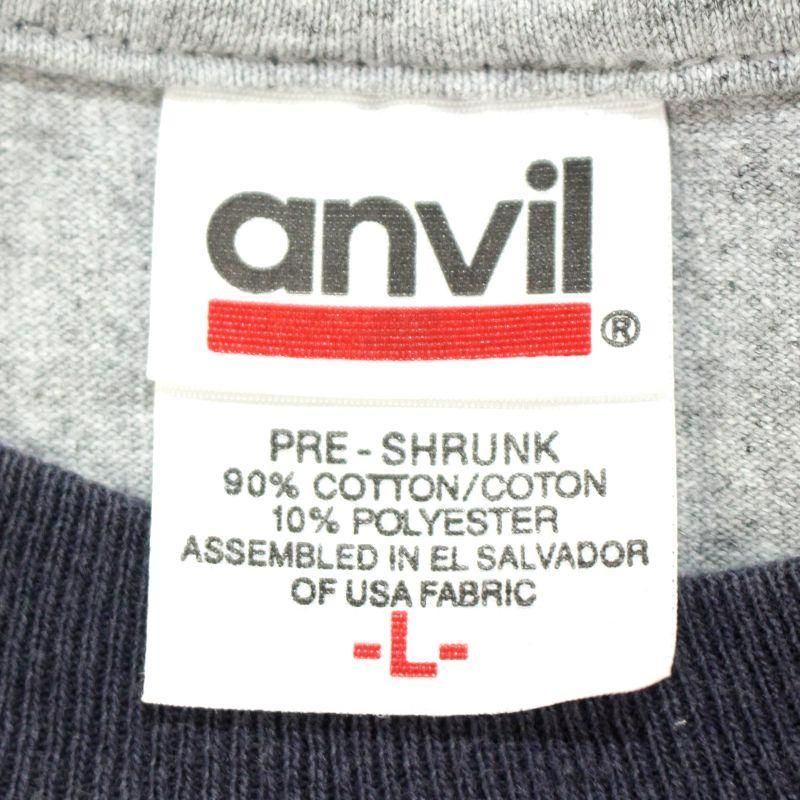 anvil®
PRE-SHRUNK
90% COTTON/COTON
10% POLYESTER
ASSEMBLED IN EL SALVADOR
OF USA FABRIC
-L-